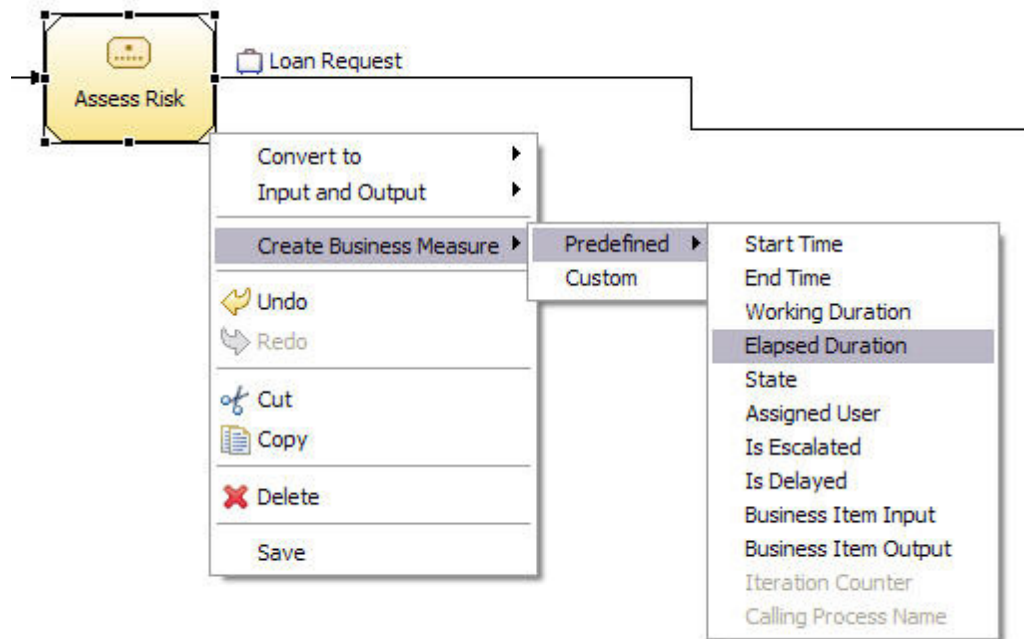 Loan Request
Assess Risk
Convert to
Input and Output
Create Business Measure
Undo
Redo
Cut
Copy
Delete
Save
Predefined
Custom
Start Time
End Time
Working Duration
Elapsed Duration
State
Assigned User
Is Escalated
Is Delayed
Business Item Input
Business Item Output
Iteration Counter
Calling Process Name